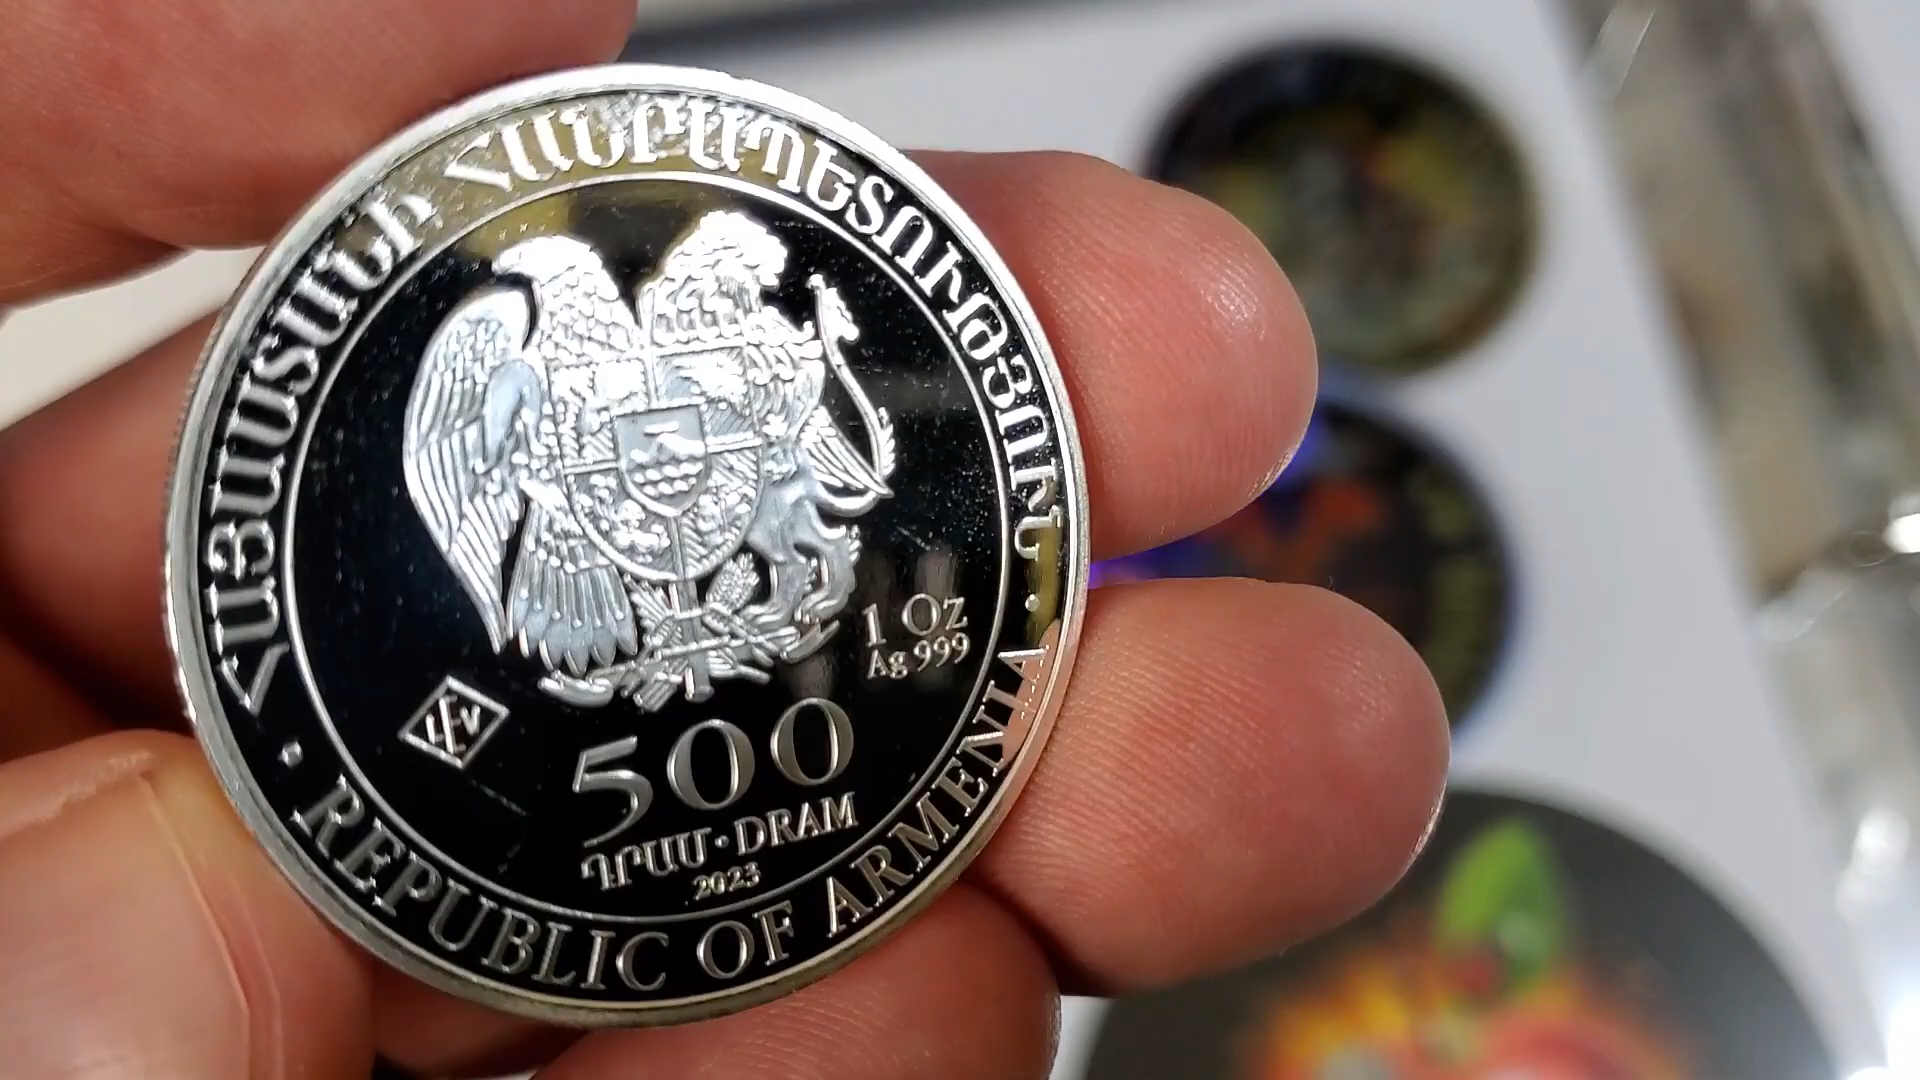 ՀԱՅԱՍՏԱՆԻ ՀԱՆՐԱՊԵՏՈՒԹՅՈՒՆ
1 Oz
Ag 999
500
ԴՐԱՄ · DRAM
2023
· REPUBLIC OF ARMENIA ·